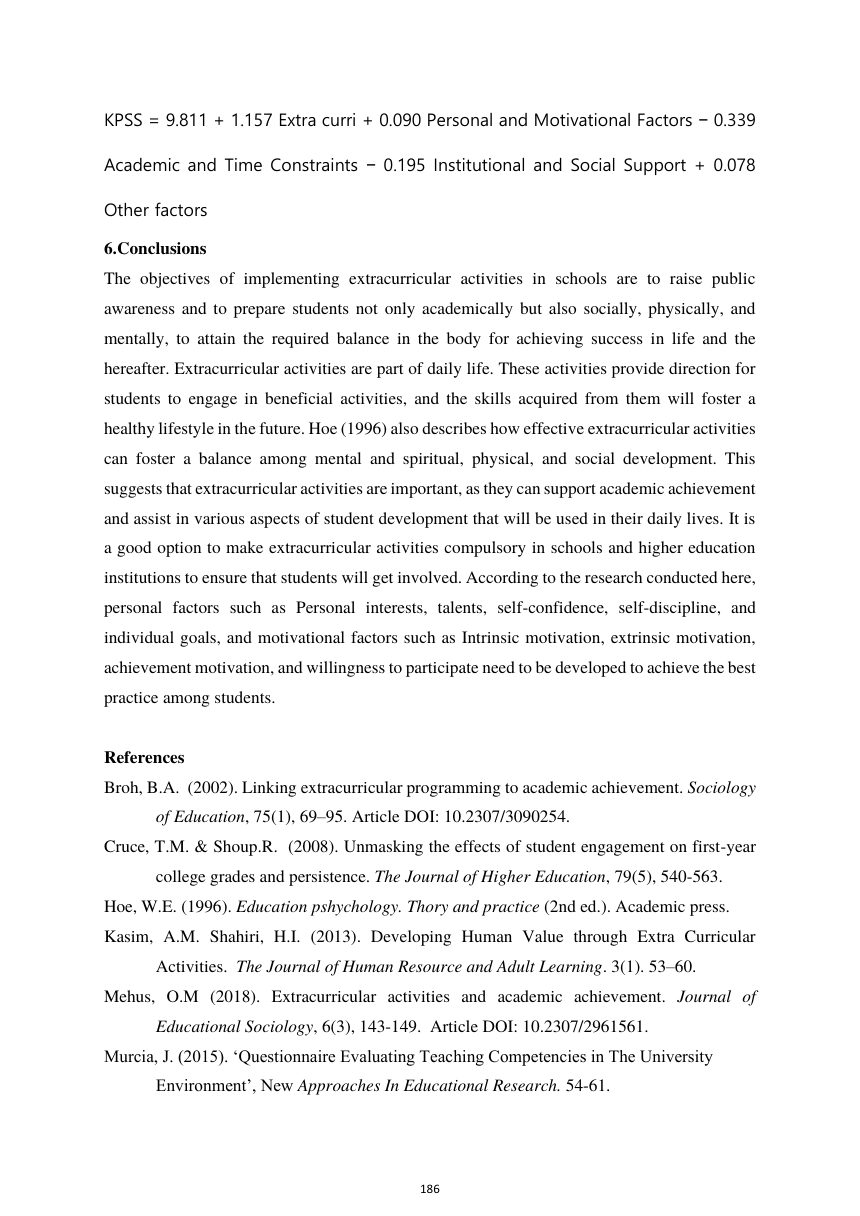 KPSS = 9.811 + 1.157 Extra curri + 0.090 Personal and Motivational Factors − 0.339
Academic and Time Constraints − 0.195 Institutional and Social Support + 0.078
Other factors
6.Conclusions
The objectives of implementing extracurricular activities in schools are to raise public
awareness and to prepare students not only academically but also socially, physically, and
mentally, to attain the required balance in the body for achieving success in life and the
hereafter. Extracurricular activities are part of daily life. These activities provide direction for
students to engage in beneficial activities, and the skills acquired from them will foster a
healthy lifestyle in the future. Hoe (1996) also describes how effective extracurricular activities
can foster a balance among mental and spiritual, physical, and social development. This
suggests that extracurricular activities are important, as they can support academic achievement
and assist in various aspects of student development that will be used in their daily lives. It is
a good option to make extracurricular activities compulsory in schools and higher education
institutions to ensure that students will get involved. According to the research conducted here,
personal factors such as Personal interests, talents, self-confidence, self-discipline, and
individual goals, and motivational factors such as Intrinsic motivation, extrinsic motivation,
achievement motivation, and willingness to participate need to be developed to achieve the best
practice among students.
References
Broh, B.A. (2002). Linking extracurricular programming to academic achievement. Sociology
of Education, 75(1), 69–95. Article DOI: 10.2307/3090254.
Cruce, T.M. & Shoup.R. (2008). Unmasking the effects of student engagement on first-year
college grades and persistence. The Journal of Higher Education, 79(5), 540-563.
Hoe, W.E. (1996). Education pshychology. Thory and practice (2nd ed.). Academic press.
Kasim, A.M. Shahiri, H.I. (2013). Developing Human Value through Extra Curricular
Activities. The Journal of Human Resource and Adult Learning. 3(1). 53–60.
Mehus, O.M (2018). Extracurricular activities and academic achievement. Journal of
Educational Sociology, 6(3), 143-149. Article DOI: 10.2307/2961561.
Murcia, J. (2015). ‘Questionnaire Evaluating Teaching Competencies in The University
Environment’, New Approaches In Educational Research. 54-61.
186